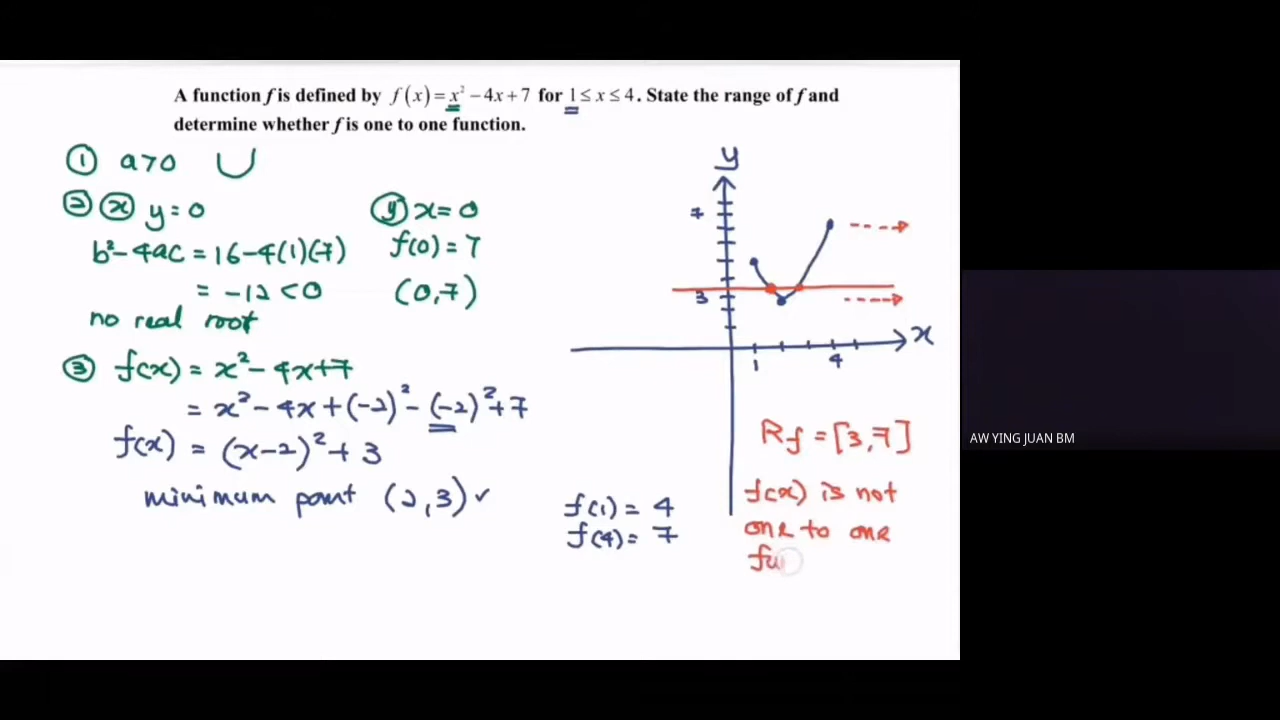 A function f is defined by f(x) = x² − 4x + 7 for 1 ≤ x ≤ 4. State the range of f and
determine whether f is one to one function.
① a>0
② ⓧ y=0
b²-4ac = 16-4(1)(7)
= -12 <0
no real root
ⓨ x=0
f(0) = 7
(0,7)
③ f(x) = x² - 4x+7
= x² - 4x + (-2)² - (-2)² + 7
f(x) = (x-2)² + 3
minimum point (2,3) ✓
f(1) = 4
f(4) = 7
y
7
3
x
1
4
Rf = [3,7]
f(x) is not
one to one
fu
AW YING JUAN BM